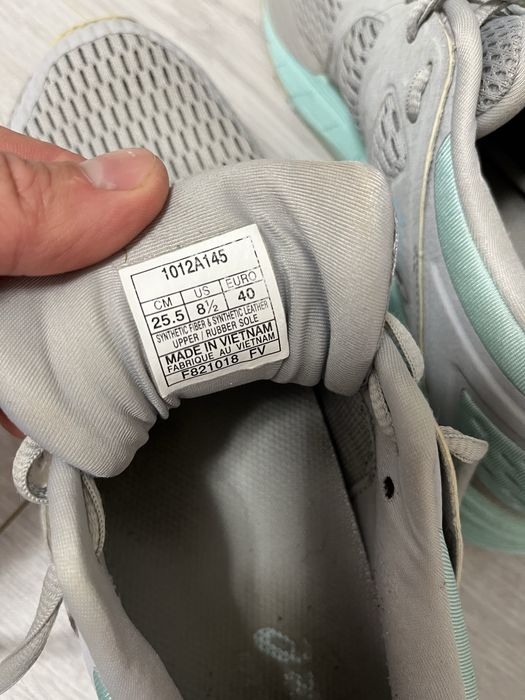 1012A145
CM US EURO
25.5 8½ 40
SYNTHETIC FIBER & SYNTHETIC LEATHER
UPPER / RUBBER SOLE
MADE IN VIETNAM
FABRIQUE AU VIETNAM
F821018 FV